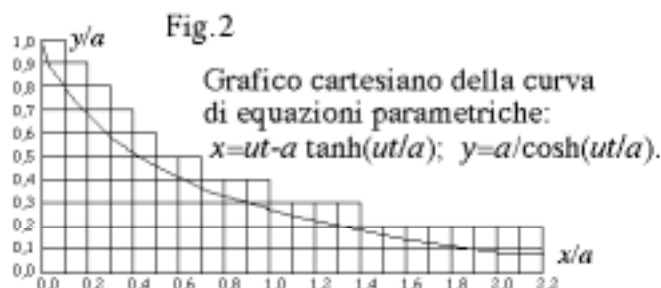 Fig.2
y/a
Grafico cartesiano della curva
di equazioni parametriche:
x=ut-a tanh(ut/a); y=a/cosh(ut/a).
1,0
0,9
0,8
0,7
0,6
0,5
0,4
0,3
0,2
0,1
0,0
x/a
0,0 0,2 0,4 0,6 0,8 1,0 1,2 1,4 1,6 1,8 2,0 2,2